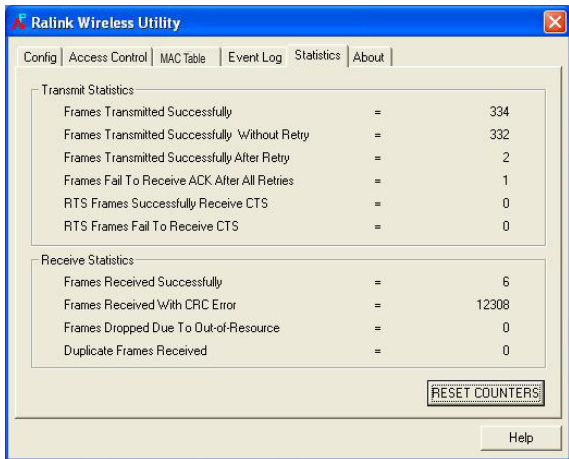 Ralink Wireless Utility
Config Access Control MAC Table Event Log Statistics About
Transmit Statistics
Frames Transmitted Successfully = 334
Frames Transmitted Successfully Without Retry = 332
Frames Transmitted Successfully After Retry = 2
Frames Fail To Receive ACK After All Retries = 1
RTS Frames Successfully Receive CTS = 0
RTS Frames Fail To Receive CTS = 0
Receive Statistics
Frames Received Successfully = 6
Frames Received With CRC Error = 12308
Frames Dropped Due To Out-of-Resource = 0
Duplicate Frames Received = 0
RESET COUNTERS
Help